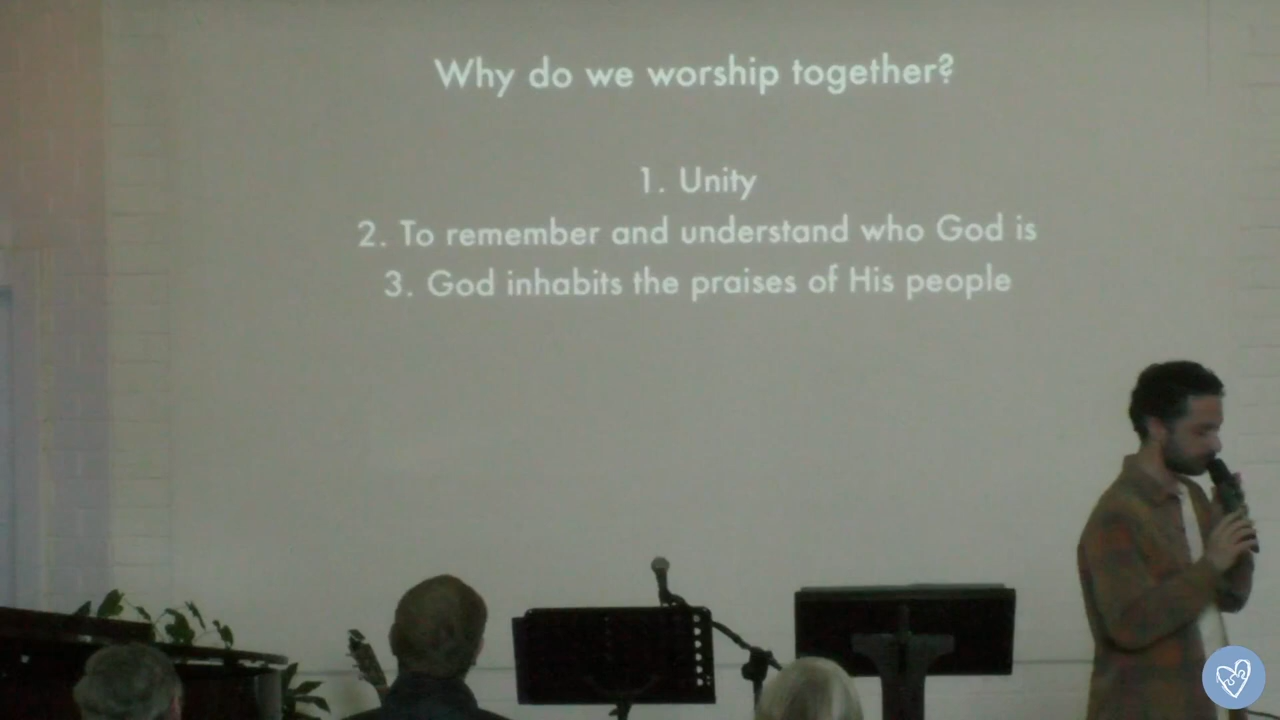 Why do we worship together?
1. Unity
2. To remember and understand who God is
3. God inhabits the praises of His people